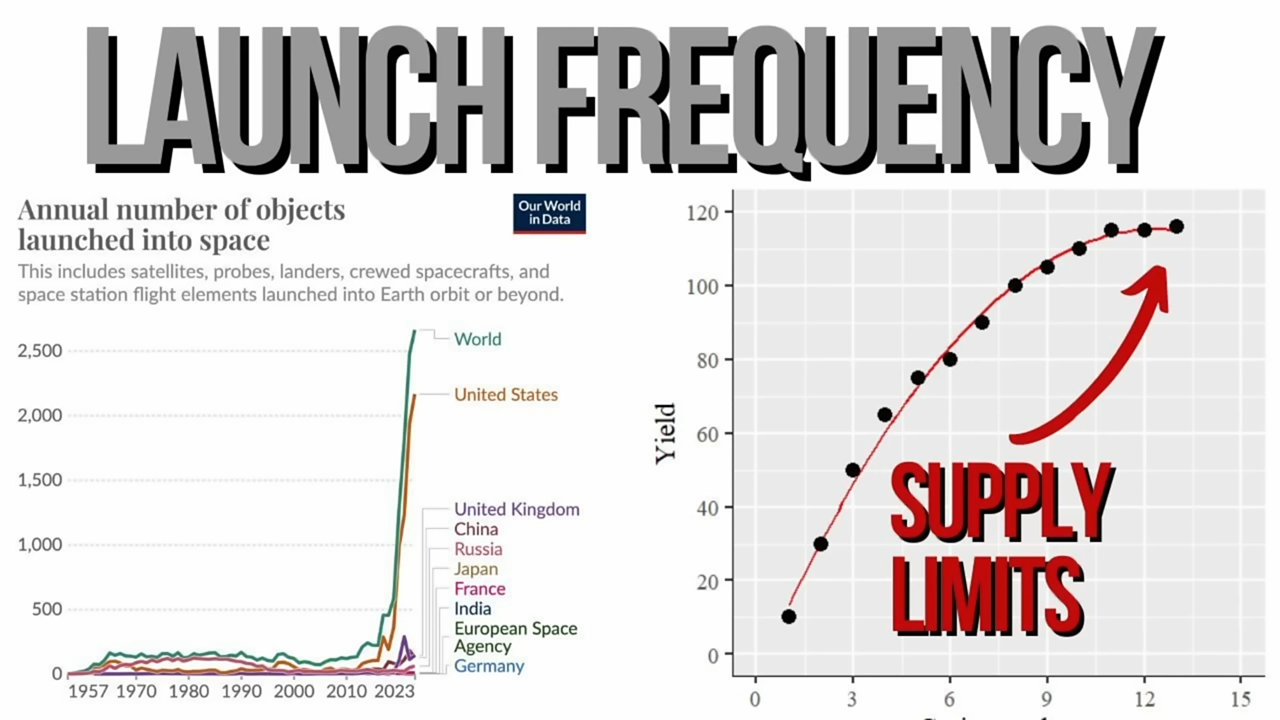 LAUNCH FREQUENCY
Annual number of objects
launched into space
Our World
in Data
This includes satellites, probes, landers, crewed spacecrafts, and
space station flight elements launched into Earth orbit or beyond.
2,500
2,000
1,500
1,000
500
0
World
United States
United Kingdom
China
Russia
Japan
France
India
European Space
Agency
Germany
1957 1970 1980 1990 2000 2010 2023
120
100
80
60
40
20
0
Yield
SUPPLY
LIMITS
0 3 6 9 12 15